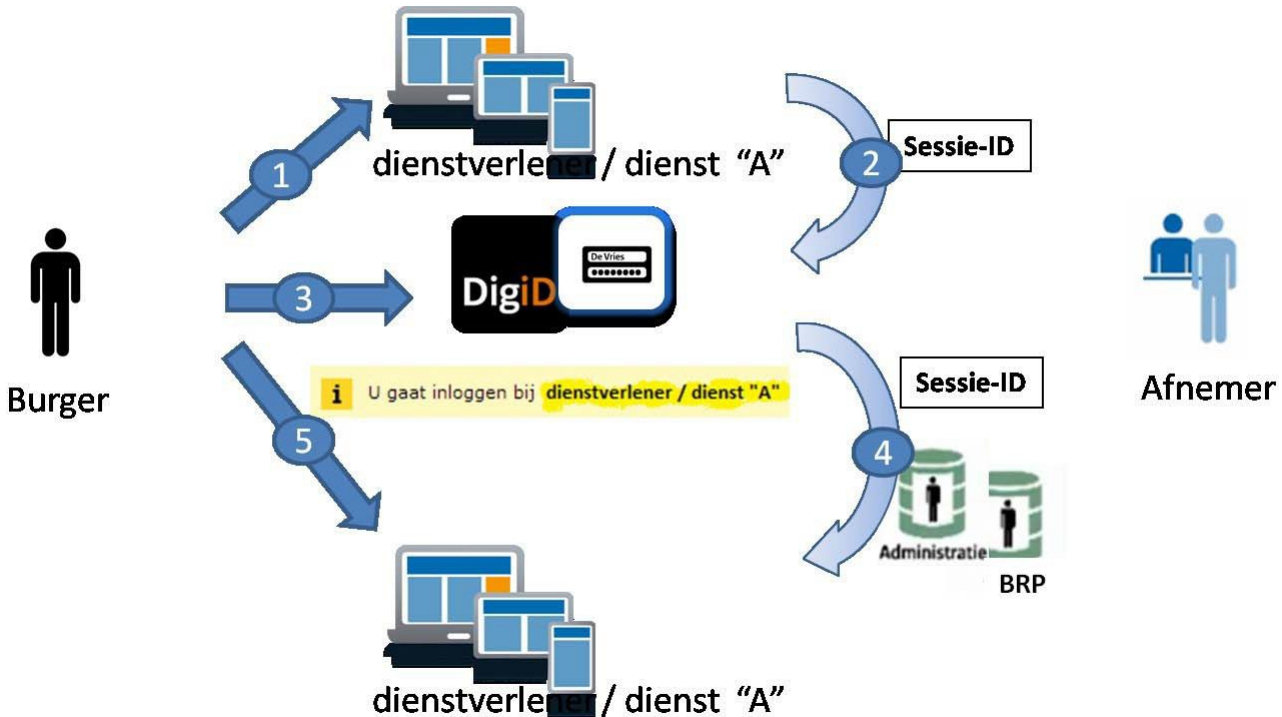 dienstverlener / dienst “A”
1
2
Sessie-ID
De Vries
DigiD
3
i U gaat inloggen bij dienstverlener / dienst "A"
Sessie-ID
Burger
Afnemer
5
4
Administratie
BRP
dienstverlener / dienst “A”